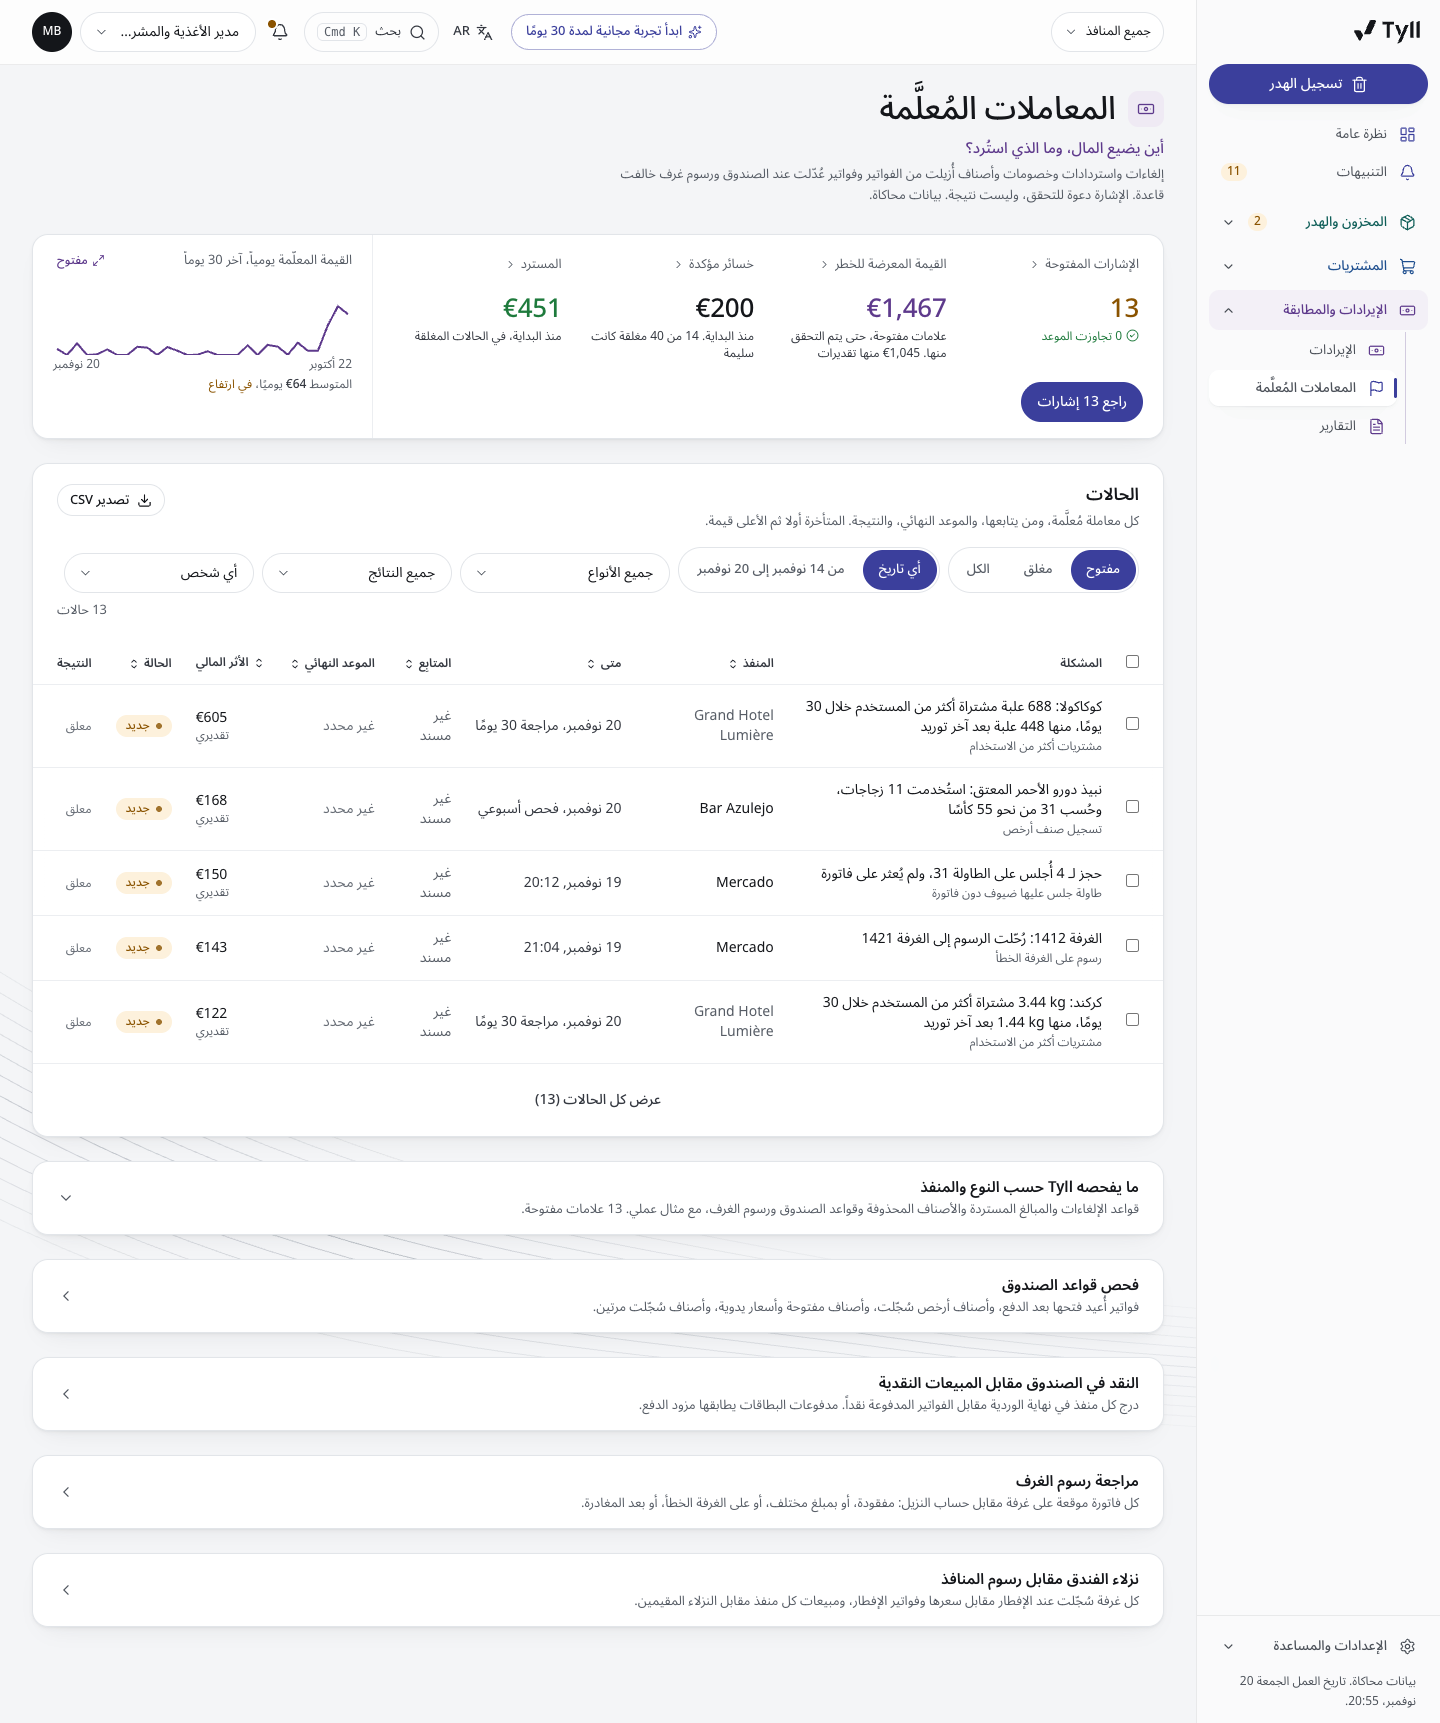 Tyll
تسجيل الهدر
نظرة عامة
التنبيهات
11
المخزون والهدر
2
المشتريات
الإيرادات والمطابقة
الإيرادات
المعاملات المُعلَّمة
التقارير
الإعدادات والمساعدة
بيانات محاكاة. تاريخ العمل الجمعة 20
نوفمبر، 20:55.
جميع المنافذ
ابدأ تجربة مجانية لمدة 30 يومًا
AR
بحث
Cmd K
مدير الأغذية والمشر...
MB
المعاملات المُعلَّمة
أين يضيع المال، وما الذي استُرد؟
إلغاءات واستردادات وخصومات وأصناف أُزيلت من الفواتير وفواتير عُدّلت عند الصندوق ورسوم غرف خالفت
قاعدة. الإشارة دعوة للتحقق، وليست نتيجة. بيانات محاكاة.
الإشارات المفتوحة
13
0 تجاوزت الموعد
القيمة المعرضة للخطر
€1,467
علامات مفتوحة، حتى يتم التحقق
منها. €1,045 منها تقديرات
خسائر مؤكدة
€200
منذ البداية. 14 من 40 مغلقة كانت
سليمة
المسترد
€451
منذ البداية، في الحالات المغلقة
راجع 13 إشارات
القيمة المعلّمة يومياً، آخر 30 يوماً
مفتوح
22 أكتوبر
20 نوفمبر
المتوسط €64 يوميًا، في ارتفاع
الحالات
كل معاملة مُعلَّمة، ومن يتابعها، والموعد النهائي، والنتيجة. المتأخرة أولا ثم الأعلى قيمة.
تصدير CSV
مفتوح
مغلق
الكل
أي تاريخ
من 14 نوفمبر إلى 20 نوفمبر
جميع الأنواع
جميع النتائج
أي شخص
13 حالات
المشكلة
المنفذ
متى
المتابع
الموعد النهائي
الأثر المالي
الحالة
النتيجة
كوكاكولا: 688 علبة مشتراة أكثر من المستخدم خلال 30
يومًا، منها 448 علبة بعد آخر توريد
مشتريات أكثر من الاستخدام
Grand Hotel
Lumière
20 نوفمبر، مراجعة 30 يومًا
غير
مسند
غير محدد
€605
تقديري
جديد
معلق
نبيذ دورو الأحمر المعتق: استُخدمت 11 زجاجات،
وحُسب 31 من نحو 55 كأسًا
تسجيل صنف أرخص
Bar Azulejo
20 نوفمبر، فحص أسبوعي
غير
مسند
غير محدد
€168
تقديري
جديد
معلق
حجز لـ 4 أُجلس على الطاولة 31، ولم يُعثر على فاتورة
طاولة جلس عليها ضيوف دون فاتورة
Mercado
19 نوفمبر, 20:12
غير
مسند
غير محدد
€150
تقديري
جديد
معلق
الغرفة 1412: رُحّلت الرسوم إلى الغرفة 1421
رسوم على الغرفة الخطأ
Mercado
19 نوفمبر, 21:04
غير
مسند
غير محدد
€143
جديد
معلق
كركند: 3.44 kg مشتراة أكثر من المستخدم خلال 30
يومًا، منها 1.44 kg بعد آخر توريد
مشتريات أكثر من الاستخدام
Grand Hotel
Lumière
20 نوفمبر، مراجعة 30 يومًا
غير
مسند
غير محدد
€122
تقديري
جديد
معلق
عرض كل الحالات (13)
ما يفحصه Tyll حسب النوع والمنفذ
قواعد الإلغاءات والمبالغ المستردة والأصناف المحذوفة وقواعد الصندوق ورسوم الغرف، مع مثال عملي. 13 علامات مفتوحة.
فحص قواعد الصندوق
فواتير أُعيد فتحها بعد الدفع، وأصناف أرخص سُجّلت، وأصناف مفتوحة وأسعار يدوية، وأصناف سُجّلت مرتين.
النقد في الصندوق مقابل المبيعات النقدية
درج كل منفذ في نهاية الوردية مقابل الفواتير المدفوعة نقداً. مدفوعات البطاقات يطابقها مزود الدفع.
مراجعة رسوم الغرف
كل فاتورة موقعة على غرفة مقابل حساب النزيل: مفقودة، أو بمبلغ مختلف، أو على الغرفة الخطأ، أو بعد المغادرة.
نزلاء الفندق مقابل رسوم المنافذ
كل غرفة سُجّلت عند الإفطار مقابل سعرها وفواتير الإفطار، ومبيعات كل منفذ مقابل النزلاء المقيمين.